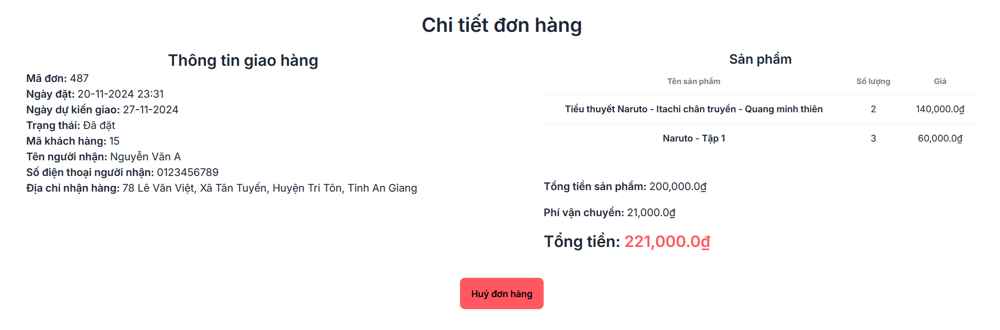 Chi tiết đơn hàng
Thông tin giao hàng
Mã đơn: 487
Ngày đặt: 20-11-2024 23:31
Ngày dự kiến giao: 27-11-2024
Trạng thái: Đã đặt
Mã khách hàng: 15
Tên người nhận: Nguyễn Văn A
Số điện thoại người nhận: 0123456789
Địa chỉ nhận hàng: 78 Lê Văn Việt, Xã Tân Tuyến, Huyện Tri Tôn, Tỉnh An Giang
Sản phẩm
Tên sản phẩm Số lượng Giá
Tiểu thuyết Naruto - Itachi chân truyền - Quang minh thiên 2 140,000.0₫
Naruto - Tập 1 3 60,000.0₫
Tổng tiền sản phẩm: 200,000.0₫
Phí vận chuyển: 21,000.0₫
Tổng tiền: 221,000.0₫
Huỷ đơn hàng